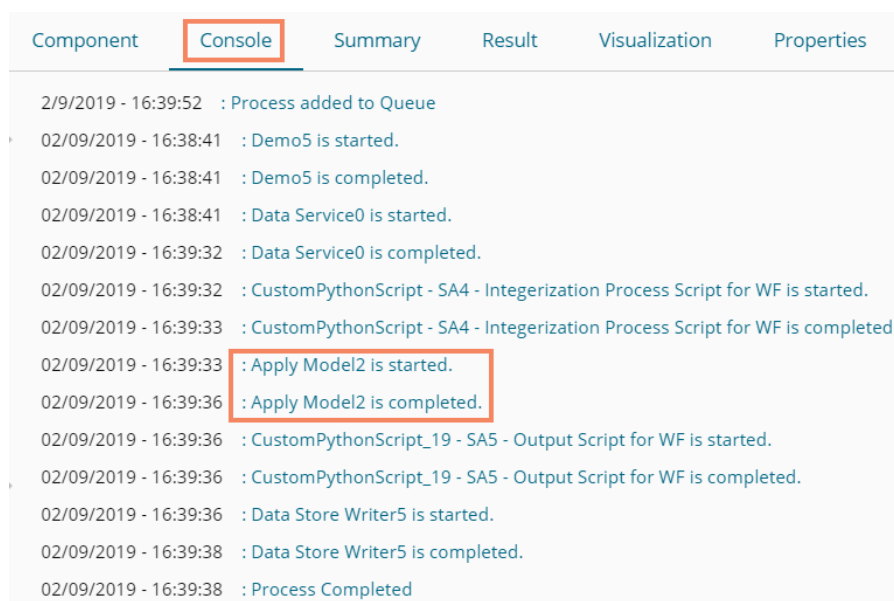 Component Console Summary Result Visualization Properties
2/9/2019 - 16:39:52 : Process added to Queue
02/09/2019 - 16:38:41 : Demo5 is started.
02/09/2019 - 16:38:41 : Demo5 is completed.
02/09/2019 - 16:38:41 : Data Service0 is started.
02/09/2019 - 16:39:32 : Data Service0 is completed.
02/09/2019 - 16:39:32 : CustomPythonScript - SA4 - Integerization Process Script for WF is started.
02/09/2019 - 16:39:33 : CustomPythonScript - SA4 - Integerization Process Script for WF is completed
02/09/2019 - 16:39:33 : Apply Model2 is started.
02/09/2019 - 16:39:36 : Apply Model2 is completed.
02/09/2019 - 16:39:36 : CustomPythonScript_19 - SA5 - Output Script for WF is started.
02/09/2019 - 16:39:36 : CustomPythonScript_19 - SA5 - Output Script for WF is completed.
02/09/2019 - 16:39:36 : Data Store Writer5 is started.
02/09/2019 - 16:39:38 : Data Store Writer5 is completed.
02/09/2019 - 16:39:38 : Process Completed